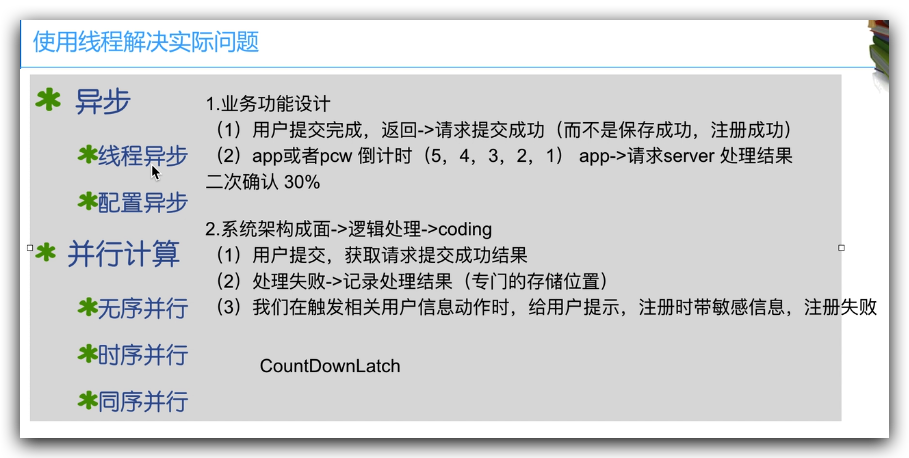 使用线程解决实际问题
异步
线程异步
配置异步
并行计算
无序并行
时序并行
同序并行
1.业务功能设计
（1）用户提交完成，返回->请求提交成功（而不是保存成功，注册成功）
（2）app或者pcw 倒计时（5，4，3，2，1） app->请求server 处理结果
二次确认 30%
2.系统架构成面->逻辑处理->coding
（1）用户提交，获取请求提交成功结果
（2）处理失败->记录处理结果（专门的存储位置）
（3）我们在触发相关用户信息动作时，给用户提示，注册时带敏感信息，注册失败
CountDownLatch